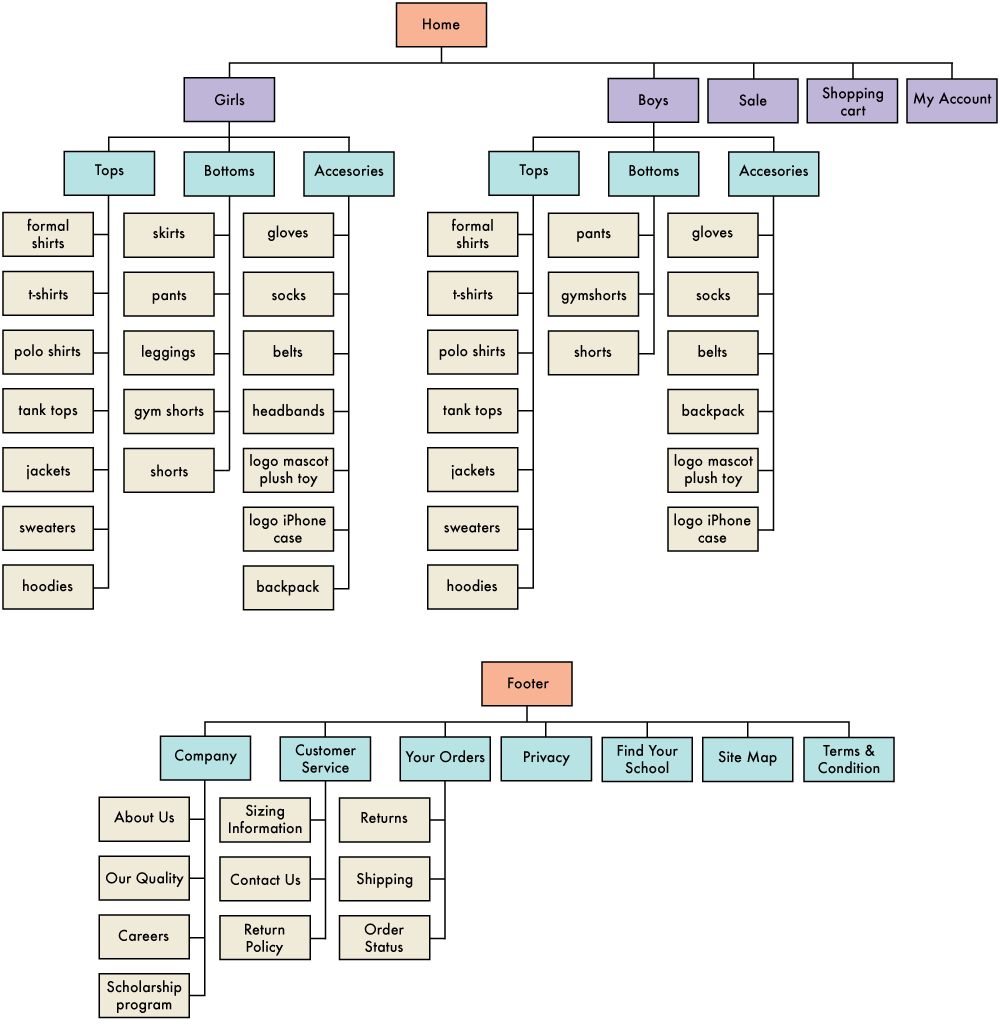 Home
Girls
Boys
Sale
Shopping
cart
My Account
Tops
Bottoms
Accesories
Tops
Bottoms
Accesories
formal
shirts
t-shirts
polo shirts
tank tops
jackets
sweaters
hoodies
skirts
pants
leggings
gym shorts
shorts
gloves
socks
belts
headbands
logo mascot
plush toy
logo iPhone
case
backpack
formal
shirts
t-shirts
polo shirts
tank tops
jackets
sweaters
hoodies
pants
gymshorts
shorts
gloves
socks
belts
backpack
logo mascot
plush toy
logo iPhone
case
Footer
Company
Customer
Service
Your Orders
Privacy
Find Your
School
Site Map
Terms &
Condition
About Us
Our Quality
Careers
Scholarship
program
Sizing
Information
Contact Us
Return
Policy
Returns
Shipping
Order
Status